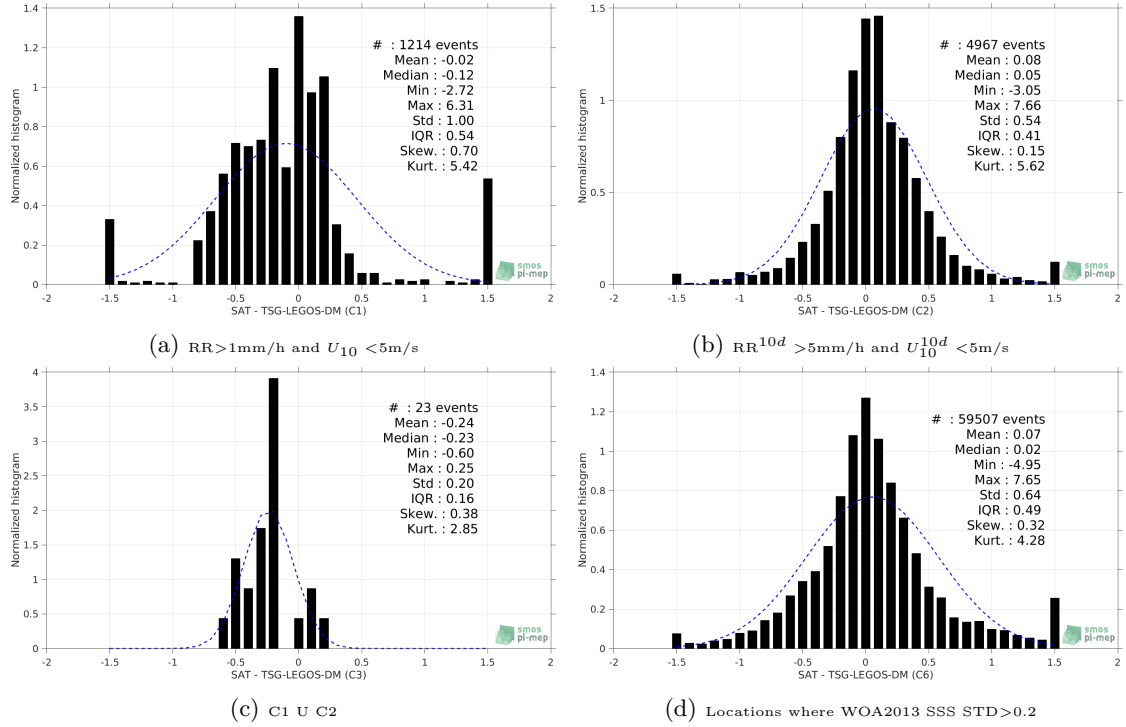 1.4
1.2
1
0.8
0.6
0.4
0.2
0
Normalized histogram
-2 -1.5 -1 -0.5 0 0.5 1 1.5 2
SAT - TSG-LEGOS-DM (C1)
# : 1214 events
Mean : -0.02
Median : -0.12
Min : -2.72
Max : 6.31
Std : 1.00
IQR : 0.54
Skew. : 0.70
Kurt. : 5.42
smos
pi-mep
(a) RR>1mm/h and U10 <5m/s
1.5
1
0.5
0
Normalized histogram
-2 -1.5 -1 -0.5 0 0.5 1 1.5 2
SAT - TSG-LEGOS-DM (C2)
# : 4967 events
Mean : 0.08
Median : 0.05
Min : -3.05
Max : 7.66
Std : 0.54
IQR : 0.41
Skew. : 0.15
Kurt. : 5.62
smos
pi-mep
(b) RR^10d >5mm/h and U10^10d <5m/s
4
3.5
3
2.5
2
1.5
1
0.5
0
Normalized histogram
-2 -1.5 -1 -0.5 0 0.5 1 1.5 2
SAT - TSG-LEGOS-DM (C3)
# : 23 events
Mean : -0.24
Median : -0.23
Min : -0.60
Max : 0.25
Std : 0.20
IQR : 0.16
Skew. : 0.38
Kurt. : 2.85
smos
pi-mep
(c) C1 U C2
1.4
1.2
1
0.8
0.6
0.4
0.2
0
Normalized histogram
-2 -1.5 -1 -0.5 0 0.5 1 1.5 2
SAT - TSG-LEGOS-DM (C6)
# : 59507 events
Mean : 0.07
Median : 0.02
Min : -4.95
Max : 7.65
Std : 0.64
IQR : 0.49
Skew. : 0.32
Kurt. : 4.28
smos
pi-mep
(d) Locations where WOA2013 SSS STD>0.2